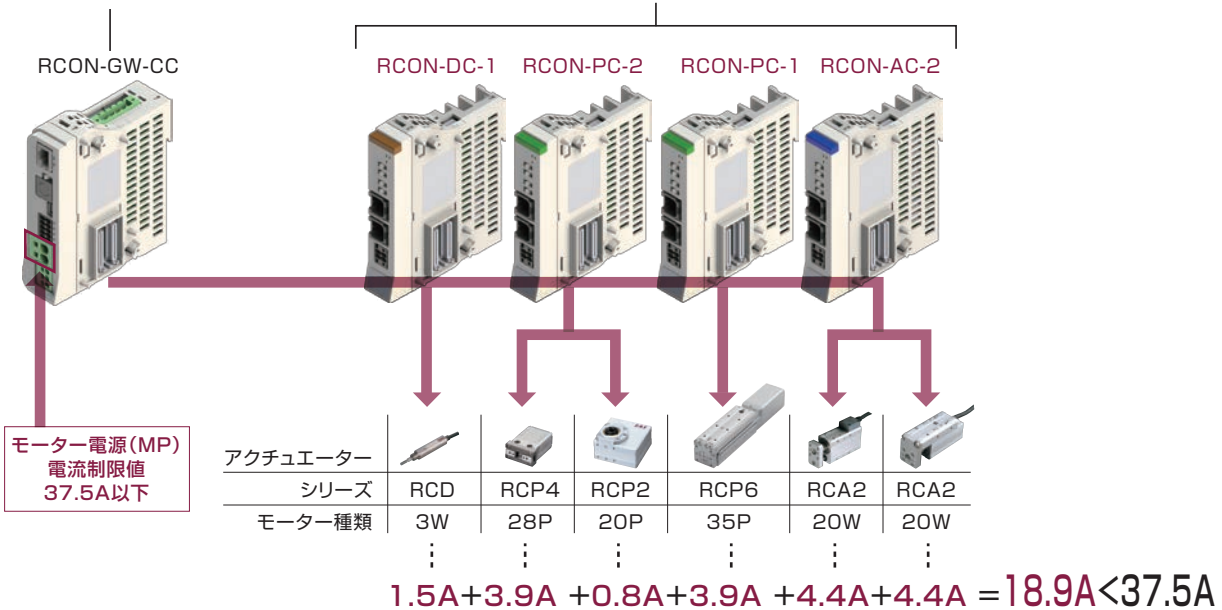 RCON-GW-CC
RCON-DC-1 RCON-PC-2 RCON-PC-1 RCON-AC-2
モーター電源(MP)
電流制限値
37.5A以下
アクチュエーター
シリーズ RCD RCP4 RCP2 RCP6 RCA2 RCA2
モーター種類 3W 28P 20P 35P 20W 20W
1.5A+3.9A +0.8A+3.9A +4.4A+4.4A =18.9A<37.5A